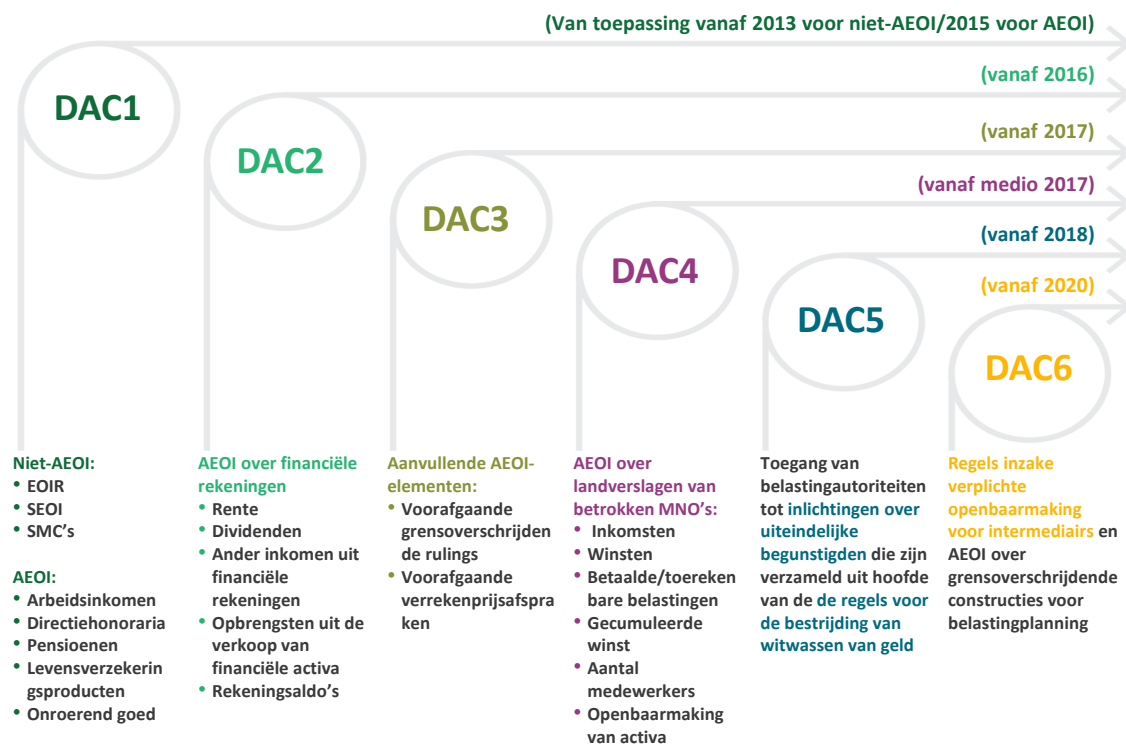 (Van toepassing vanaf 2013 voor niet-AEOI/2015 voor AEOI)
DAC1
(vanaf 2016)
DAC2
(vanaf 2017)
DAC3
(vanaf medio 2017)
DAC4
(vanaf 2018)
DAC5
(vanaf 2020)
DAC6
Niet-AEOI:
• EOIR
• SEOI
• SMC's
AEOI:
• Arbeidsinkomen
• Directiehonoraria
• Pensioenen
• Levensverzekerin
gsproducten
• Onroerend goed
AEOI over financiële
rekeningen
• Rente
• Dividenden
• Ander inkomen uit
financiële
rekeningen
• Opbrengsten uit de
verkoop van
financiële activa
• Rekeningsaldo's
Aanvullende AEOI-
elementen:
• Voorafgaande
grensoverschrijden
de rulings
• Voorafgaande
verrekenprijsafspra
ken
AEOI over
landverslagen van
betrokken MNO's:
• Inkomsten
• Winsten
• Betaalde/toereken
bare belastingen
• Gecumuleerde
winst
• Aantal
medewerkers
• Openbaarmaking
van activa
Toegang van
belastingautoriteiten
tot inlichtingen over
uiteindelijke
begunstigden die zijn
verzameld uit hoofde
van de de regels voor
de bestrijding van
witwassen van geld
Regels inzake
verplichte
openbaarmaking
voor intermediairs en
AEOI over
grensoverschrijdende
constructies voor
belastingplanning